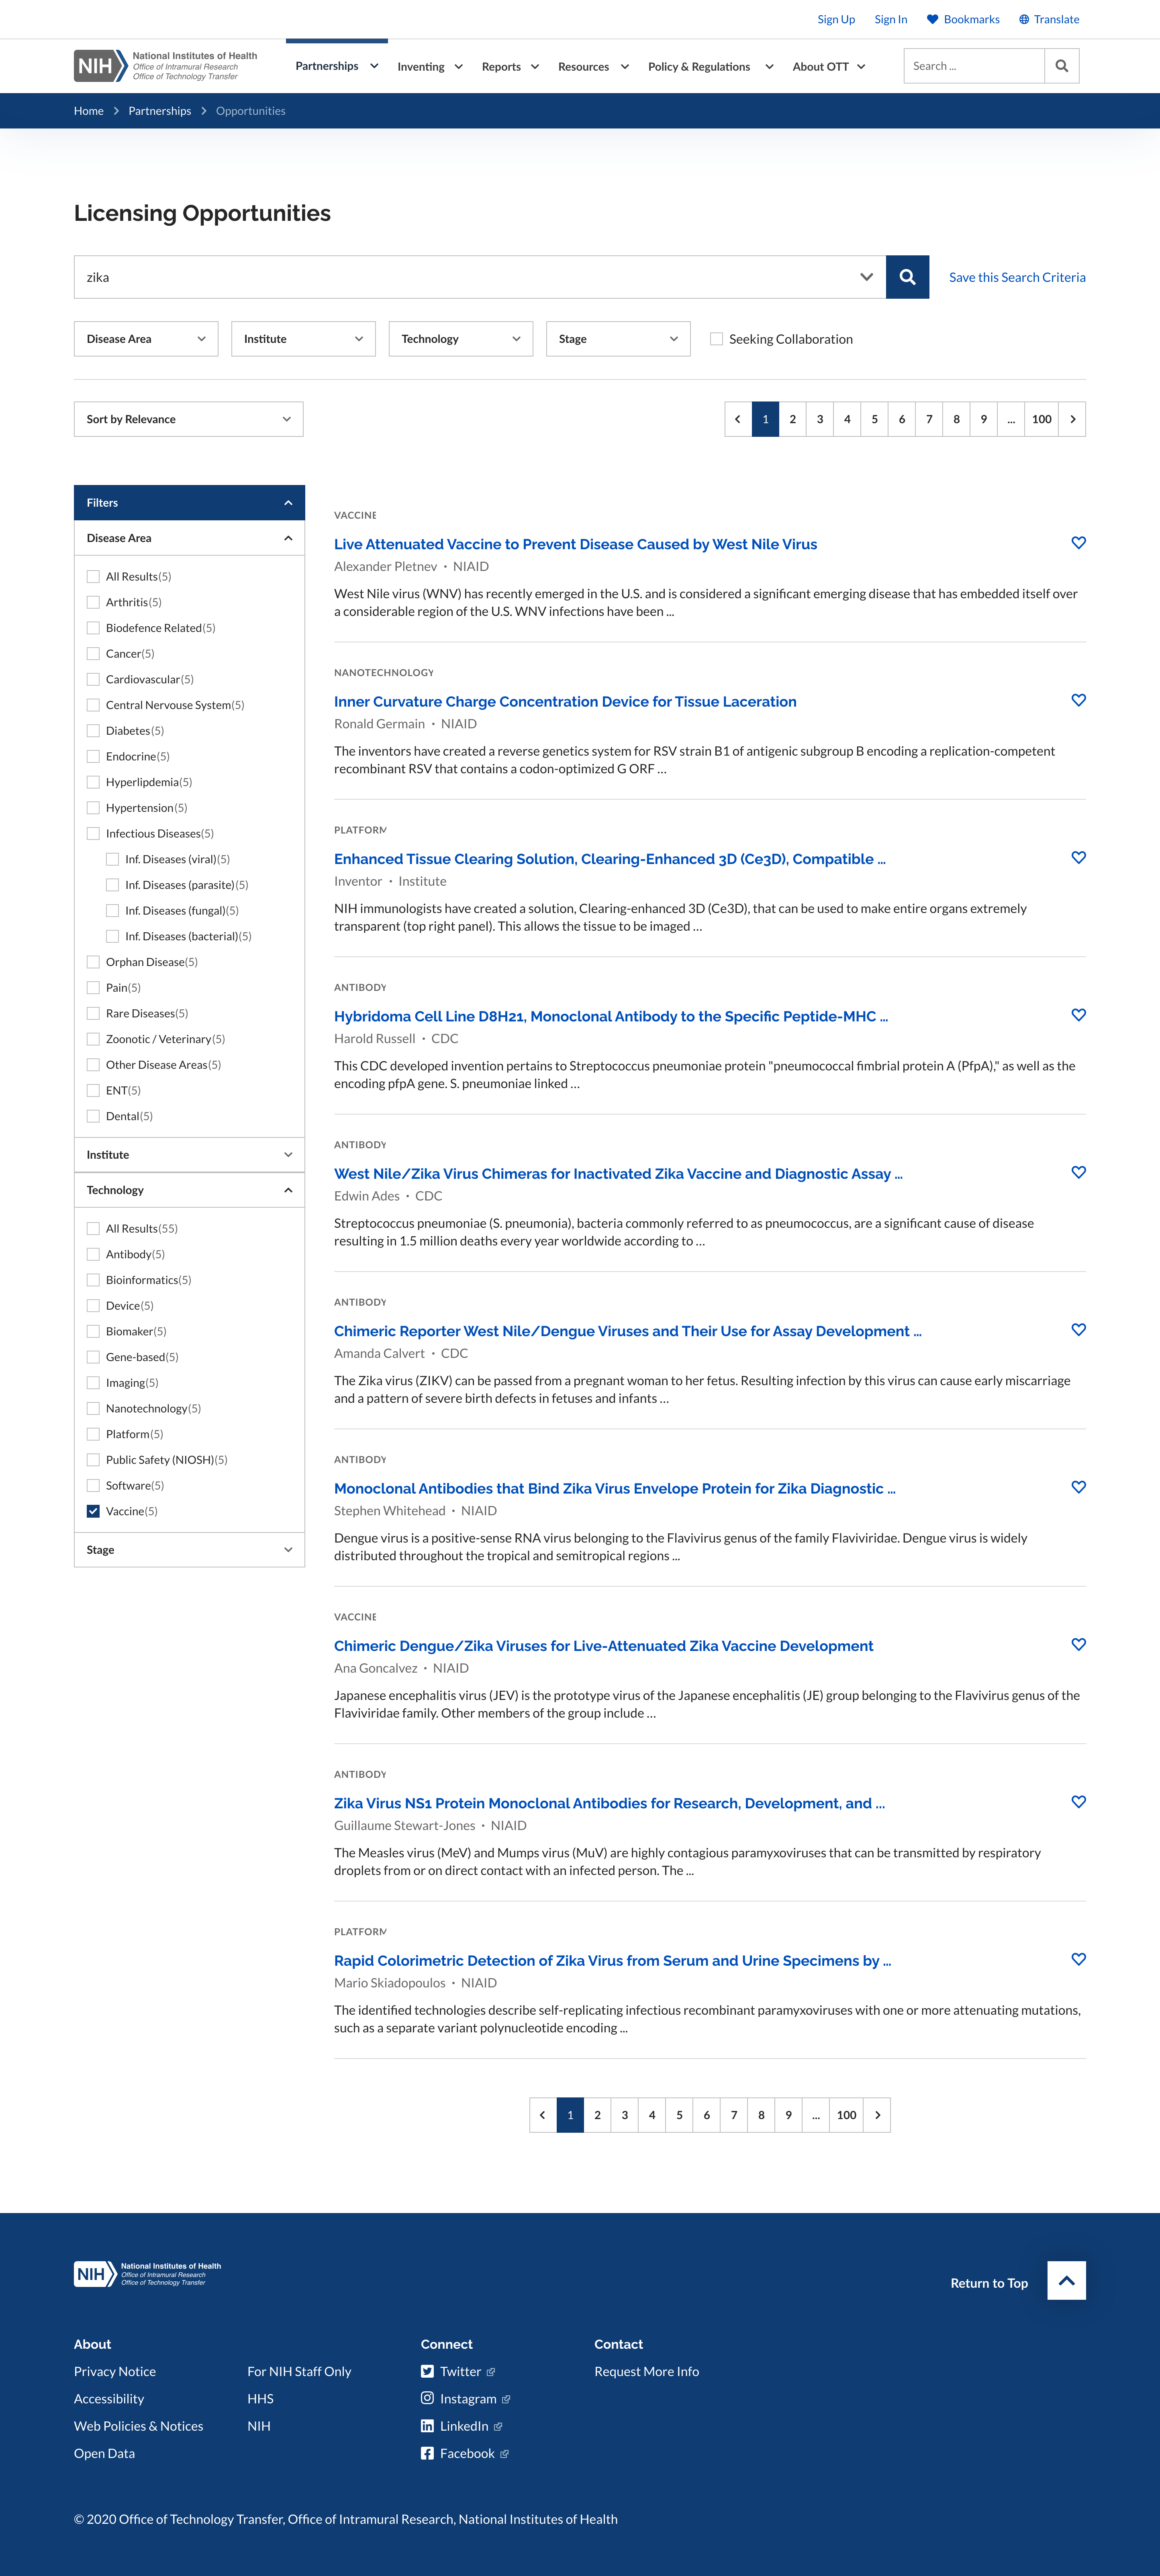 Sign Up Sign In Bookmarks Translate
NIH National Institutes of Health
Office of Intramural Research
Office of Technology Transfer
Partnerships Inventing Reports Resources Policy & Regulations About OTT Search ...
Home Partnerships Opportunities
Licensing Opportunities
zika
Save this Search Criteria
Disease Area Institute Technology Stage Seeking Collaboration
Sort by Relevance
1 2 3 4 5 6 7 8 9 ... 100
Filters
Disease Area
All Results(5)
Arthritis(5)
Biodefence Related(5)
Cancer(5)
Cardiovascular(5)
Central Nervouse System(5)
Diabetes(5)
Endocrine(5)
Hyperlipdemia(5)
Hypertension(5)
Infectious Diseases(5)
Inf. Diseases (viral)(5)
Inf. Diseases (parasite)(5)
Inf. Diseases (fungal)(5)
Inf. Diseases (bacterial)(5)
Orphan Disease(5)
Pain(5)
Rare Diseases(5)
Zoonotic / Veterinary(5)
Other Disease Areas(5)
ENT(5)
Dental(5)
Institute
Technology
All Results(55)
Antibody(5)
Bioinformatics(5)
Device(5)
Biomaker(5)
Gene-based(5)
Imaging(5)
Nanotechnology(5)
Platform(5)
Public Safety (NIOSH)(5)
Software(5)
Vaccine(5)
Stage
VACCINE
Live Attenuated Vaccine to Prevent Disease Caused by West Nile Virus
Alexander Pletnev • NIAID
West Nile virus (WNV) has recently emerged in the U.S. and is considered a significant emerging disease that has embedded itself over
a considerable region of the U.S. WNV infections have been ...
NANOTECHNOLOGY
Inner Curvature Charge Concentration Device for Tissue Laceration
Ronald Germain • NIAID
The inventors have created a reverse genetics system for RSV strain B1 of antigenic subgroup B encoding a replication-competent
recombinant RSV that contains a codon-optimized G ORF ...
PLATFORM
Enhanced Tissue Clearing Solution, Clearing-Enhanced 3D (Ce3D), Compatible ...
Inventor • Institute
NIH immunologists have created a solution, Clearing-enhanced 3D (Ce3D), that can be used to make entire organs extremely
transparent (top right panel). This allows the tissue to be imaged ...
ANTIBODY
Hybridoma Cell Line D8H21, Monoclonal Antibody to the Specific Peptide-MHC ...
Harold Russell • CDC
This CDC developed invention pertains to Streptococcus pneumoniae protein "pneumococcal fimbrial protein A (PfpA)," as well as the
encoding pfpA gene. S. pneumoniae linked ...
ANTIBODY
West Nile/Zika Virus Chimeras for Inactivated Zika Vaccine and Diagnostic Assay ...
Edwin Ades • CDC
Streptococcus pneumoniae (S. pneumonia), bacteria commonly referred to as pneumococcus, are a significant cause of disease
resulting in 1.5 million deaths every year worldwide according to ...
ANTIBODY
Chimeric Reporter West Nile/Dengue Viruses and Their Use for Assay Development ...
Amanda Calvert • CDC
The Zika virus (ZIKV) can be passed from a pregnant woman to her fetus. Resulting infection by this virus can cause early miscarriage
and a pattern of severe birth defects in fetuses and infants ...
ANTIBODY
Monoclonal Antibodies that Bind Zika Virus Envelope Protein for Zika Diagnostic ...
Stephen Whitehead • NIAID
Dengue virus is a positive-sense RNA virus belonging to the Flavivirus genus of the family Flaviviridae. Dengue virus is widely
distributed throughout the tropical and semitropical regions ...
VACCINE
Chimeric Dengue/Zika Viruses for Live-Attenuated Zika Vaccine Development
Ana Goncalvez • NIAID
Japanese encephalitis virus (JEV) is the prototype virus of the Japanese encephalitis (JE) group belonging to the Flavivirus genus of the
Flaviviridae family. Other members of the group include ...
ANTIBODY
Zika Virus NS1 Protein Monoclonal Antibodies for Research, Development, and ...
Guillaume Stewart-Jones • NIAID
The Measles virus (MeV) and Mumps virus (MuV) are highly contagious paramyxoviruses that can be transmitted by respiratory
droplets from or on direct contact with an infected person. The ...
PLATFORM
Rapid Colorimetric Detection of Zika Virus from Serum and Urine Specimens by ...
Mario Skiadopoulos • NIAID
The identified technologies describe self-replicating infectious recombinant paramyxoviruses with one or more attenuating mutations,
such as a separate variant polynucleotide encoding ...
1 2 3 4 5 6 7 8 9 ... 100
NIH National Institutes of Health
Office of Intramural Research
Office of Technology Transfer
Return to Top
About Connect Contact
Privacy Notice For NIH Staff Only Twitter Request More Info
Accessibility HHS Instagram
Web Policies & Notices NIH LinkedIn
Open Data Facebook
© 2020 Office of Technology Transfer, Office of Intramural Research, National Institutes of Health